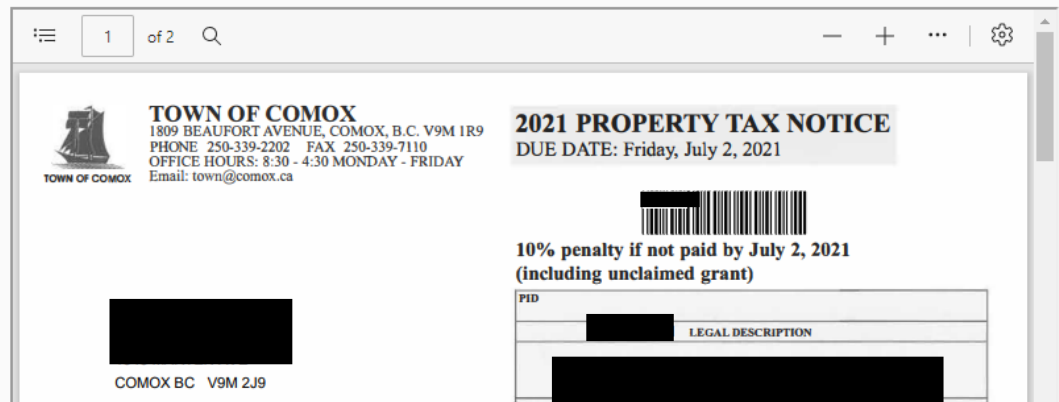 1 of 2
TOWN OF COMOX
1809 BEAUFORT AVENUE, COMOX, B.C. V9M 1R9
PHONE 250-339-2202 FAX 250-339-7110
OFFICE HOURS: 8:30 - 4:30 MONDAY - FRIDAY
Email: town@comox.ca
TOWN OF COMOX
2021 PROPERTY TAX NOTICE
DUE DATE: Friday, July 2, 2021
10% penalty if not paid by July 2, 2021
(including unclaimed grant)
PID
LEGAL DESCRIPTION
COMOX BC V9M 2J9